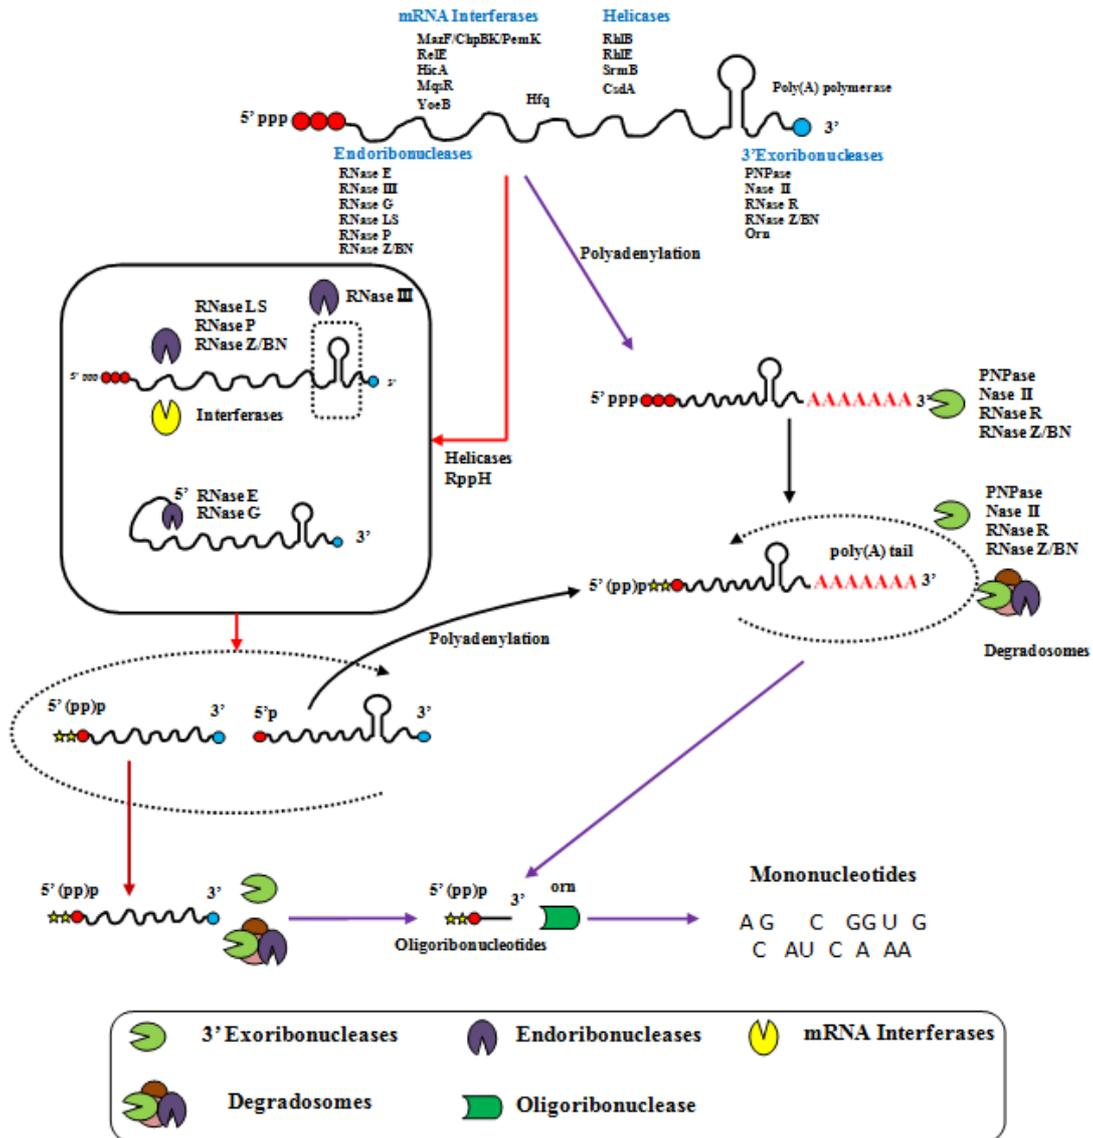 mRNA Interferases
MazF/ChpBK/PemK
RelE
HicA
MqsR
YoeB
Helicases
RhlB
RhlE
SrmB
CsdA
Hfq
Poly(A) polymerase
5' ppp
3'
Endoribonucleases
RNase E
RNase III
RNase G
RNase LS
RNase P
RNase Z/BN
3'Exoribonucleases
PNPase
Nase II
RNase R
RNase Z/BN
Orn
Polyadenylation
RNase III
RNase LS
RNase P
RNase Z/BN
5' ppp
3'
Interferases
5'
RNase E
RNase G
3'
Helicases
RppH
5' ppp
AAAAAAA 3'
PNPase
Nase II
RNase R
RNase Z/BN
PNPase
Nase II
RNase R
RNase Z/BN
poly(A) tail
5' (pp)p
AAAAAAA 3'
Degradosomes
Polyadenylation
5' (pp)p
3'
5'p
3'
5' (pp)p
3'
5' (pp)p
3'
orn
Oligoribonucleotides
Mononucleotides
A G C GG U G
C AU C A AA
3' Exoribonucleases
Endoribonucleases
mRNA Interferases
Degradosomes
Oligoribonuclease